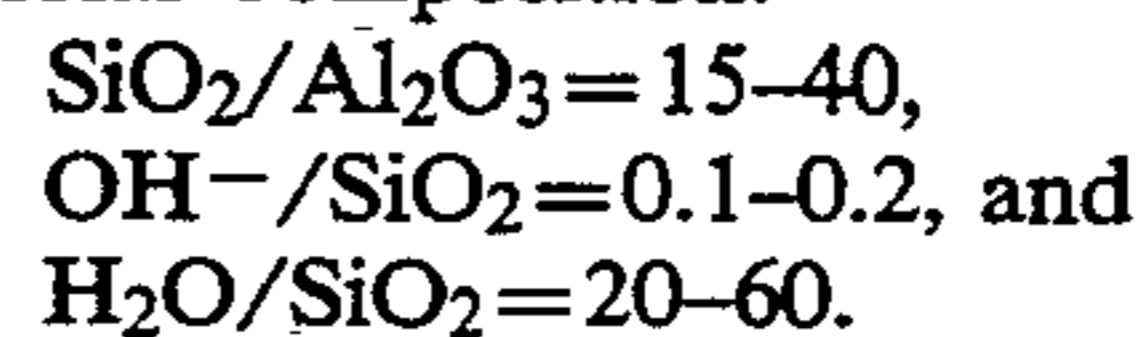 SiO₂/Al₂O₃=15–40,
OH⁻/SiO₂=0.1–0.2, and
H₂O/SiO₂=20–60.